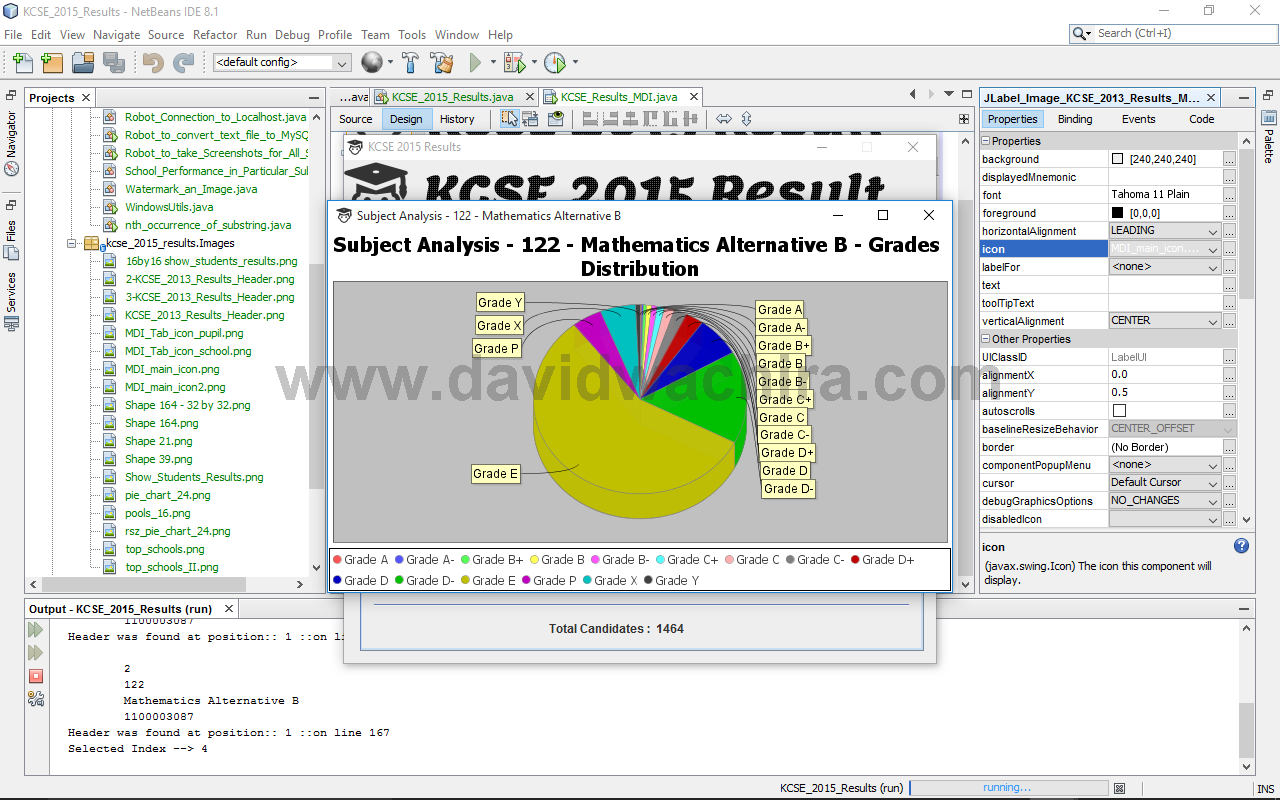 KCSE_2015_Results - NetBeans IDE 8.1
File Edit View Navigate Source Refactor Run Debug Profile Team Tools Window Help
Search (Ctrl+I)
<default config>
Projects
Navigator
Files
Services
Robot_Connection_to_Localhost.java
Robot_to_convert_text_file_to_MySQ
Robot_to_take_Screenshots_for_All_S
School_Performance_in_Particular_Sul
Watermark_an_Image.java
WindowsUtils.java
nth_occurrence_of_substring.java
kcse_2015_results.Images
16by16 show_students_results.png
2-KCSE_2013_Results_Header.png
3-KCSE_2013_Results_Header.png
KCSE_2013_Results_Header.png
MDI_Tab_icon_pupil.png
MDI_Tab_icon_school.png
MDI_main_icon.png
MDI_main_icon2.png
Shape 164 - 32 by 32.png
Shape 164.png
Shape 21.png
Shape 39.png
Show_Students_Results.png
pie_chart_24.png
pools_16.png
rsz_pie_chart_24.png
top_schools.png
top_schools_II.png
...ava KCSE_2015_Results.java KCSE_Results_MDI.java
Source Design History
KCSE 2015 Results
KCSE 2015 Result
Subject Analysis - 122 - Mathematics Alternative B
Subject Analysis - 122 - Mathematics Alternative B - Grades
Distribution
Grade Y
Grade X
Grade P
Grade E
Grade A
Grade A-
Grade B+
Grade B
Grade B-
Grade C+
Grade C
Grade C-
Grade D+
Grade D
Grade D-
www.davidwachira.com
Grade A Grade A- Grade B+ Grade B Grade B- Grade C+ Grade C Grade C- Grade D+
Grade D Grade D- Grade E Grade P Grade X Grade Y
Total Candidates : 1464
JLabel_Image_KCSE_2013_Results_M...
Properties Binding Events Code
Palette
Properties
background [240,240,240] ...
displayedMnemonic ...
font Tahoma 11 Plain ...
foreground [0,0,0] ...
horizontalAlignment LEADING ...
icon MDI_main_icon.... ...
labelFor <none> ...
text ...
toolTipText ...
verticalAlignment CENTER ...
Other Properties
UIClassID LabelUI ...
alignmentX 0.0 ...
alignmentY 0.5 ...
autoscrolls ...
baselineResizeBehavior CENTER_OFFSET ...
border (No Border) ...
componentPopupMenu <none> ...
cursor Default Cursor ...
debugGraphicsOptions NO_CHANGES ...
disabledIcon ...
icon
(javax.swing.Icon) The icon this component will
display.
Output - KCSE_2015_Results (run)
1100003087
Header was found at position:: 1 ::on li
2
122
Mathematics Alternative B
1100003087
Header was found at position:: 1 ::on line 167
Selected Index --> 4
KCSE_2015_Results (run) running... INS